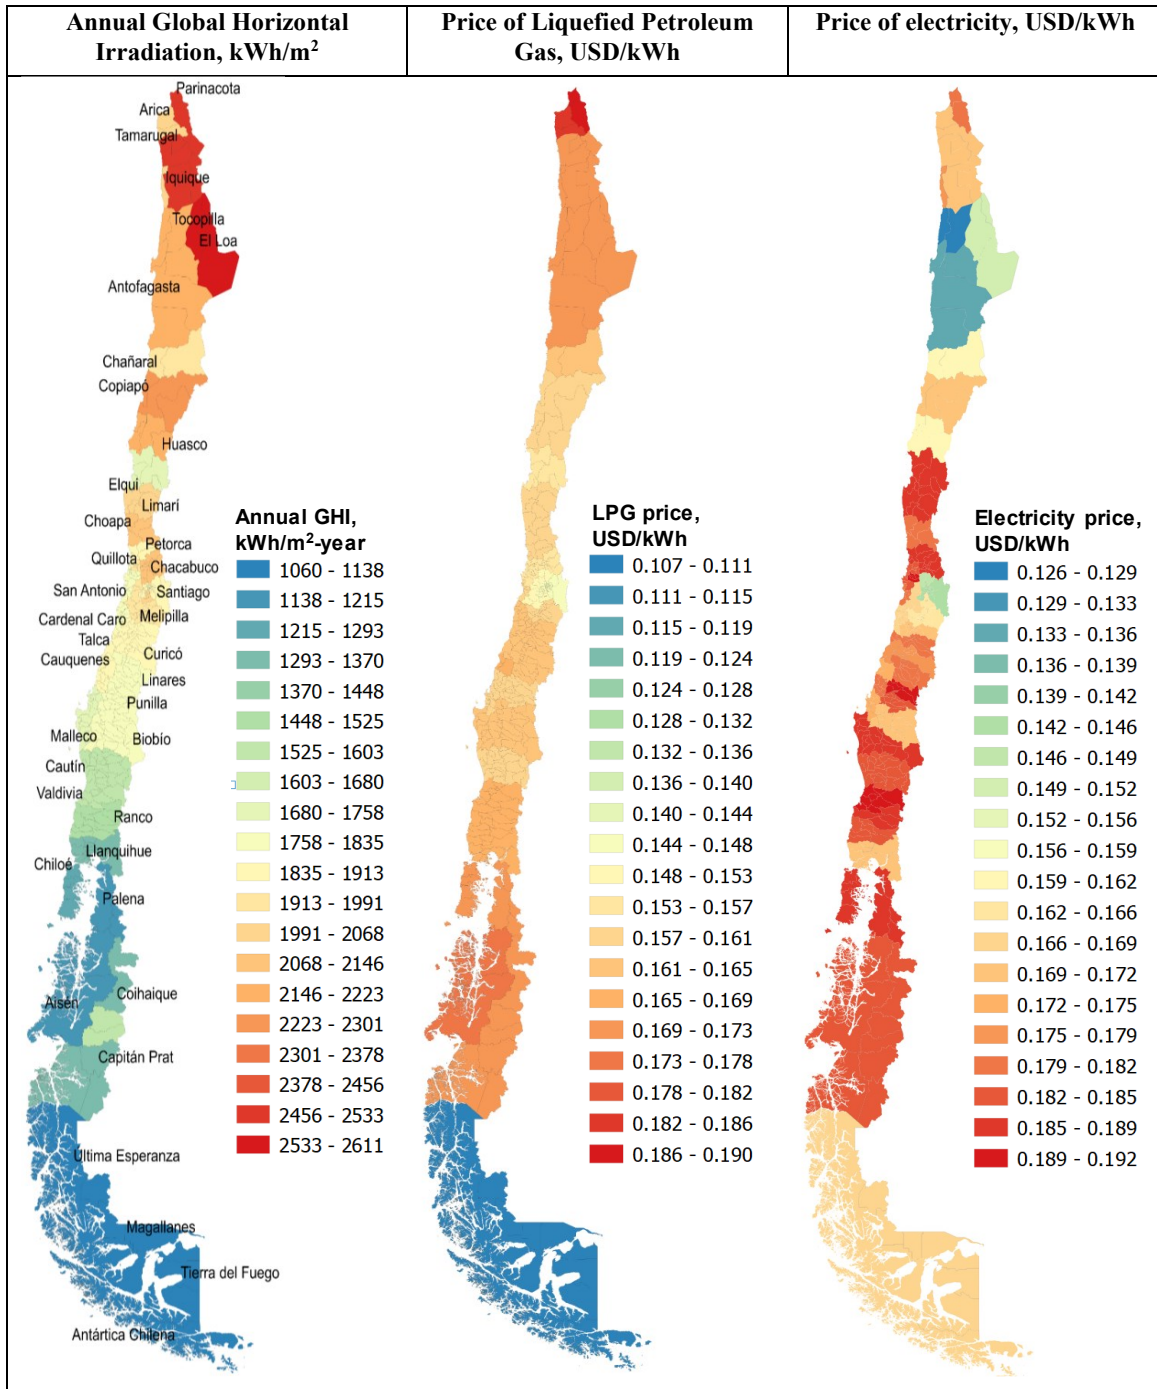 Annual Global Horizontal
Irradiation, kWh/m²
Price of Liquefied Petroleum
Gas, USD/kWh
Price of electricity, USD/kWh
Parinacota
Arica
Tamarugal
Iquique
Tocopilla
El Loa
Antofagasta
Chañaral
Copiapó
Huasco
Elqui
Limarí
Choapa
Petorca
Quillota
Chacabuco
San Antonio
Santiago
Cardenal Caro
Melipilla
Talca
Cauquenes
Curicó
Linares
Punilla
Malleco
Biobío
Cautín
Valdivia
Ranco
Llanquihue
Chiloé
Palena
Aisén
Coihaique
Capitán Prat
Última Esperanza
Magallanes
Tierra del Fuego
Antártica Chilena
Annual GHI,
kWh/m²-year
1060 - 1138
1138 - 1215
1215 - 1293
1293 - 1370
1370 - 1448
1448 - 1525
1525 - 1603
1603 - 1680
1680 - 1758
1758 - 1835
1835 - 1913
1913 - 1991
1991 - 2068
2068 - 2146
2146 - 2223
2223 - 2301
2301 - 2378
2378 - 2456
2456 - 2533
2533 - 2611
LPG price,
USD/kWh
0.107 - 0.111
0.111 - 0.115
0.115 - 0.119
0.119 - 0.124
0.124 - 0.128
0.128 - 0.132
0.132 - 0.136
0.136 - 0.140
0.140 - 0.144
0.144 - 0.148
0.148 - 0.153
0.153 - 0.157
0.157 - 0.161
0.161 - 0.165
0.165 - 0.169
0.169 - 0.173
0.173 - 0.178
0.178 - 0.182
0.182 - 0.186
0.186 - 0.190
Electricity price,
USD/kWh
0.126 - 0.129
0.129 - 0.133
0.133 - 0.136
0.136 - 0.139
0.139 - 0.142
0.142 - 0.146
0.146 - 0.149
0.149 - 0.152
0.152 - 0.156
0.156 - 0.159
0.159 - 0.162
0.162 - 0.166
0.166 - 0.169
0.169 - 0.172
0.172 - 0.175
0.175 - 0.179
0.179 - 0.182
0.182 - 0.185
0.185 - 0.189
0.189 - 0.192